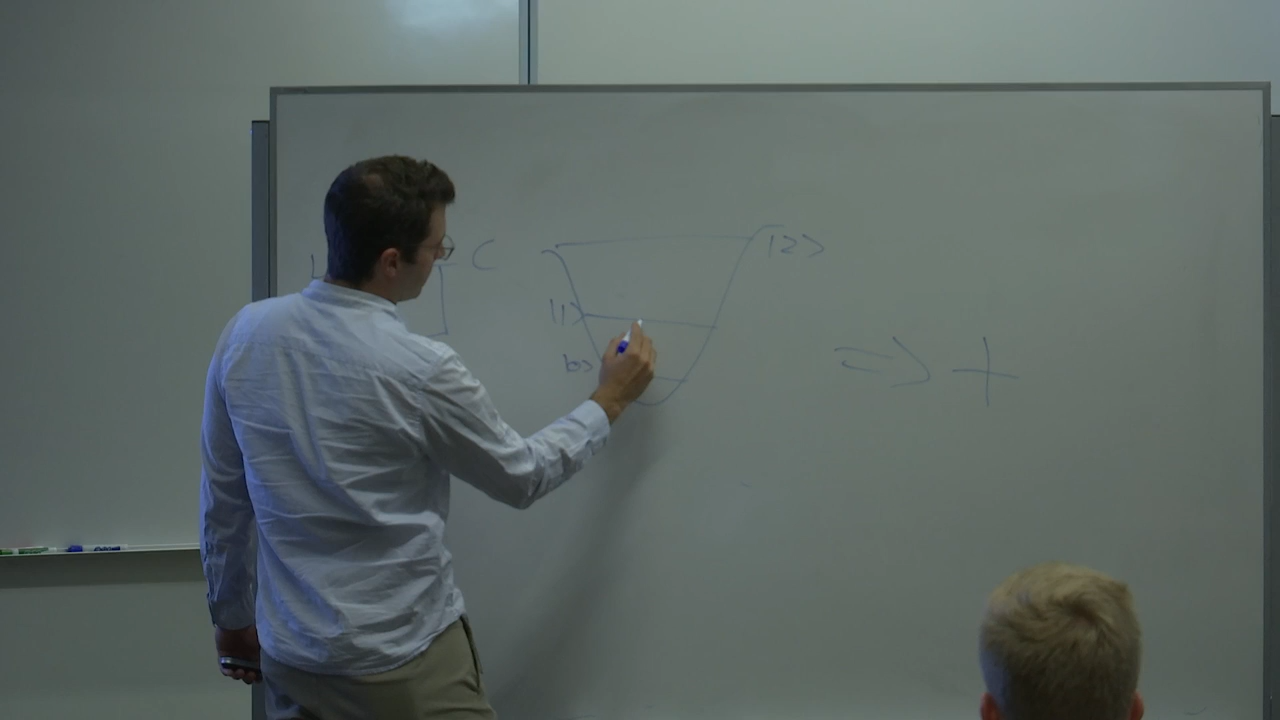 C
|2>
|1>
|0>
=> +